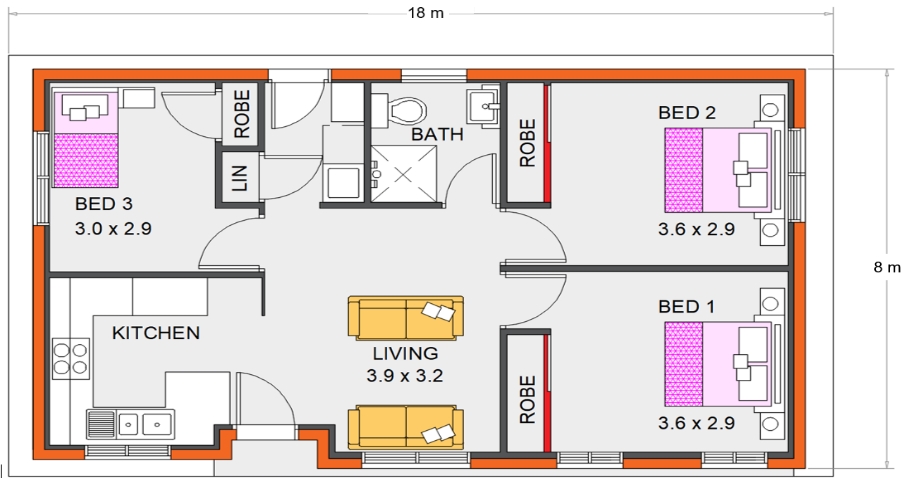 18 m
ROBE
BATH
ROBE
BED 2
LIN
BED 3
3.0 x 2.9
3.6 x 2.9
8 m
BED 1
KITCHEN
LIVING
3.9 x 3.2
ROBE
3.6 x 2.9